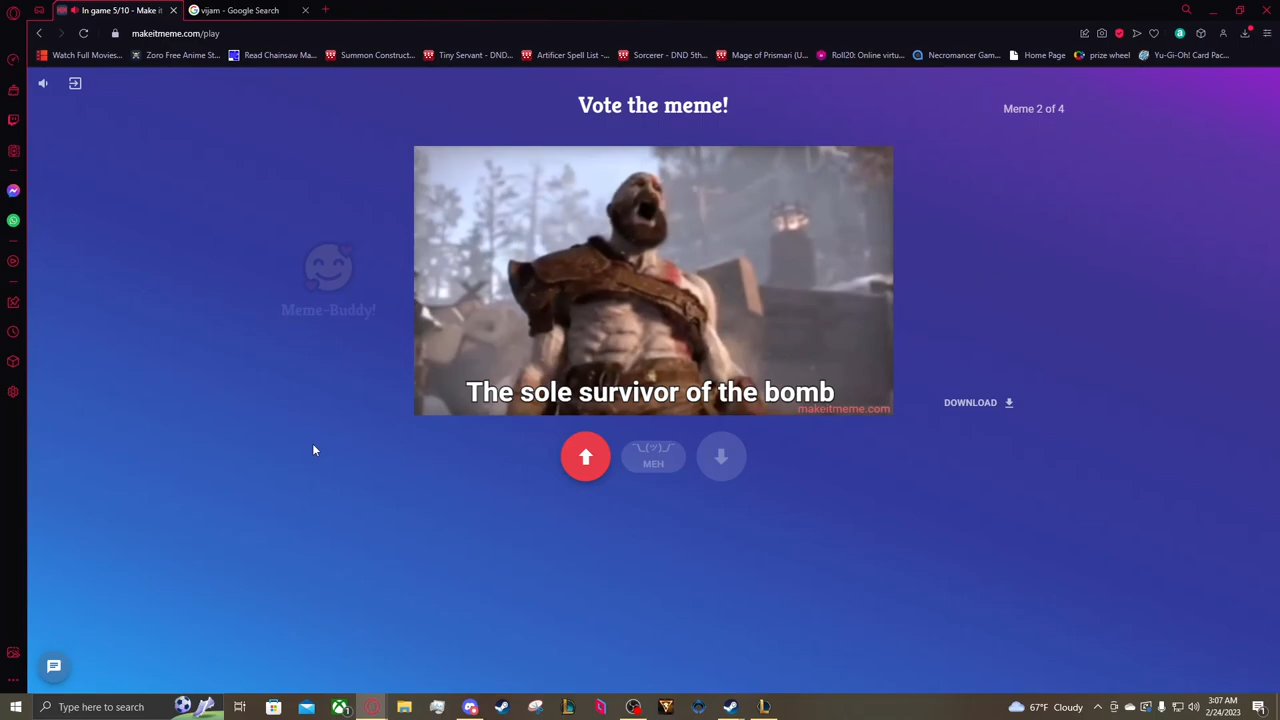 In game 5/10 - Make it
vijam - Google Search
makeitmeme.com/play
Watch Full Movies...
Zoro Free Anime St...
Read Chainsaw Ma...
Summon Construct...
Tiny Servant - DND...
Artificer Spell List -...
Sorcerer - DND 5th...
Mage of Prismari (U...
Roll20: Online virtu...
Necromancer Gam...
Home Page
prize wheel
Yu-Gi-Oh! Card Pac...
Vote the meme!
Meme 2 of 4
Meme-Buddy!
The sole survivor of the bomb
makeitmeme.com
DOWNLOAD
¯\_(ツ)_/¯
MEH
Type here to search
67°F Cloudy
3:07 AM
2/24/2023